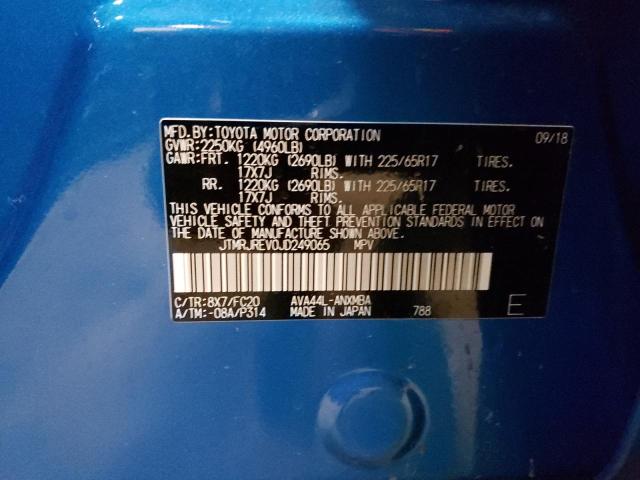 MFD. BY: TOYOTA MOTOR CORPORATION 09/18
GVWR: 2250KG (4960LB)
GAWR: FRT. 1220KG (2690LB) WITH 225/65R17 TIRES.
17X7J RIMS.
RR. 1220KG (2690LB) WITH 225/65R17 TIRES.
17X7J RIMS.
THIS VEHICLE CONFORMS TO ALL APPLICABLE FEDERAL MOTOR
VEHICLE SAFETY AND THEFT PREVENTION STANDARDS IN EFFECT ON
THE DATE OF MANUFACTURE SHOWN ABOVE.
JTMRJREV0JD249065 MPV
C/TR: 8X7/FC20 AVA44L-ANXMBA
A/TM: -08A/P314 MADE IN JAPAN 788 E